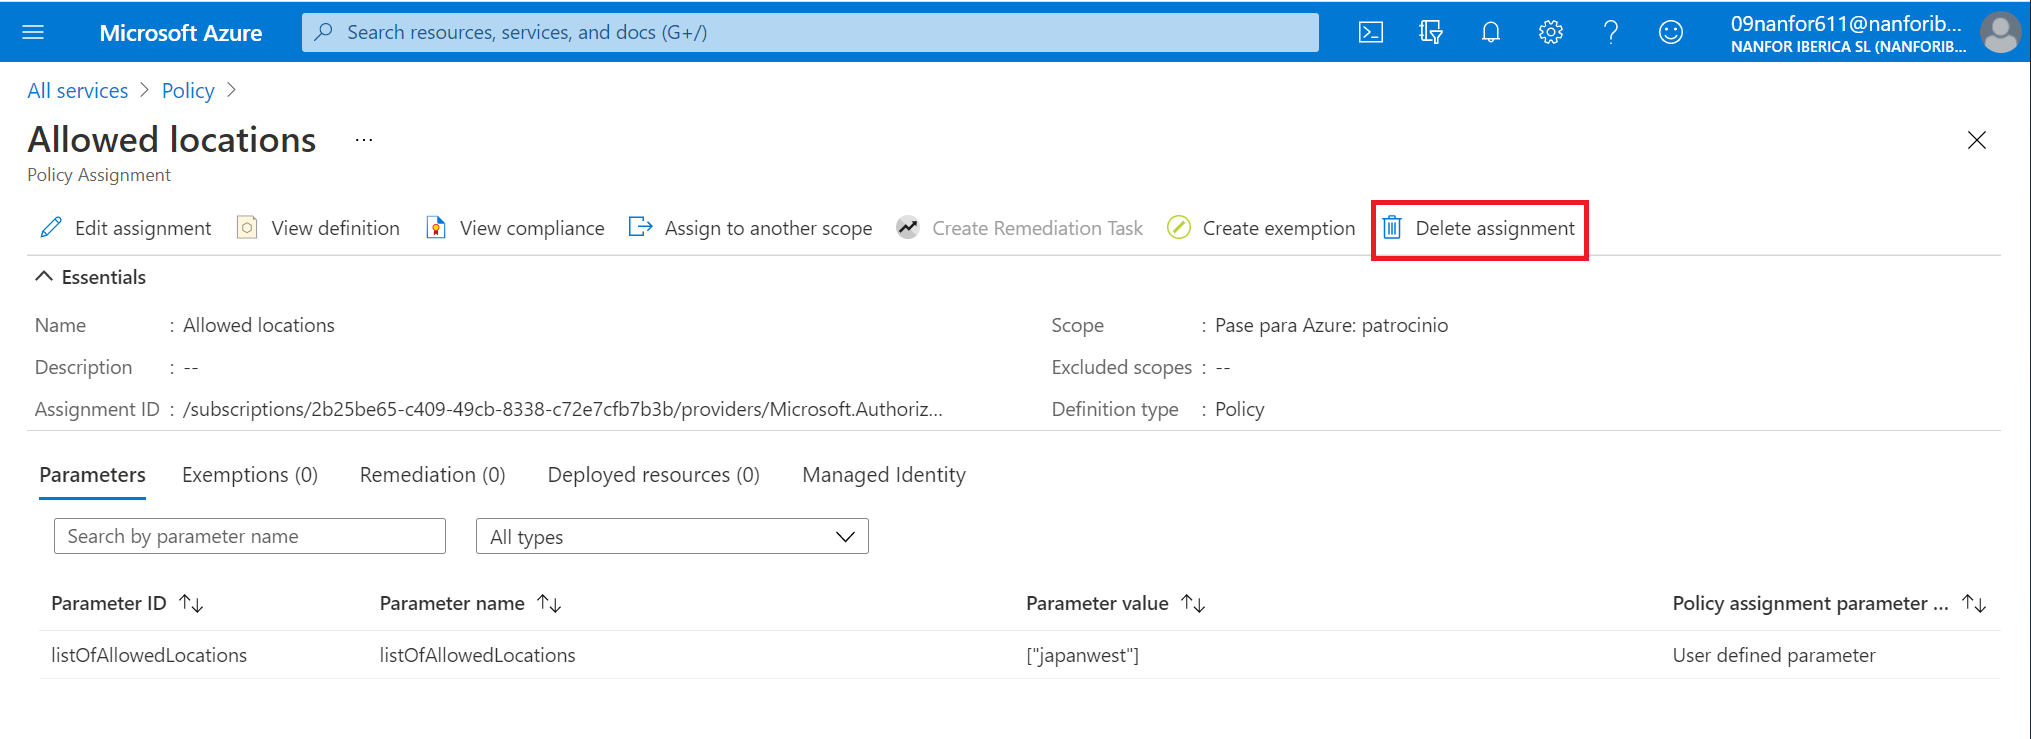 Microsoft Azure
Search resources, services, and docs (G+/)
09nanfor611@nanforib...
NANFOR IBERICA SL (NANFORIB...
All services > Policy >
Allowed locations ...
Policy Assignment
Edit assignment View definition View compliance Assign to another scope Create Remediation Task Create exemption Delete assignment
Essentials
Name : Allowed locations Scope : Pase para Azure: patrocinio
Description : -- Excluded scopes : --
Assignment ID : /subscriptions/2b25be65-c409-49cb-8338-c72e7cfb7b3b/providers/Microsoft.Authoriz... Definition type : Policy
Parameters Exemptions (0) Remediation (0) Deployed resources (0) Managed Identity
Search by parameter name All types
Parameter ID Parameter name Parameter value Policy assignment parameter ...
listOfAllowedLocations listOfAllowedLocations ["japanwest"] User defined parameter